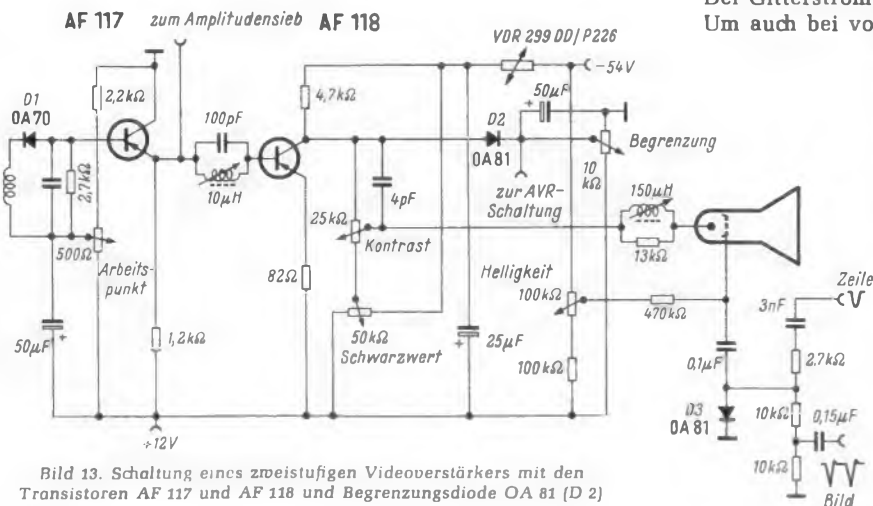 Bei Gitterstrom
Um auch bei vo
AF 117
zum Amplitudensieb
AF 118
VDR 299 DD/P226
-54V
2,2kΩ
4,7kΩ
50µF
+
D1
OA70
100pF
D2
OA 81
Begrenzung
10
kΩ
2,7kΩ
10µH
zur AVR-
Schaltung
150µH
4pF
25kΩ
Kontrast
13kΩ
500Ω
Arbeits-
punkt
82Ω
Helligkeit
100kΩ
Zeile
3nF
470kΩ
50µF
+
1,2kΩ
50kΩ
Schwarzwert
25µF
+
100kΩ
0,1µF
2,7kΩ
D3
OA 81
10kΩ
0,15µF
+12V
10kΩ
Bild
Bild 13. Schaltung eines zweistufigen Videoverstärkers mit den
Transistoren AF 117 und AF 118 und Begrenzungsdiode OA 81 (D 2)